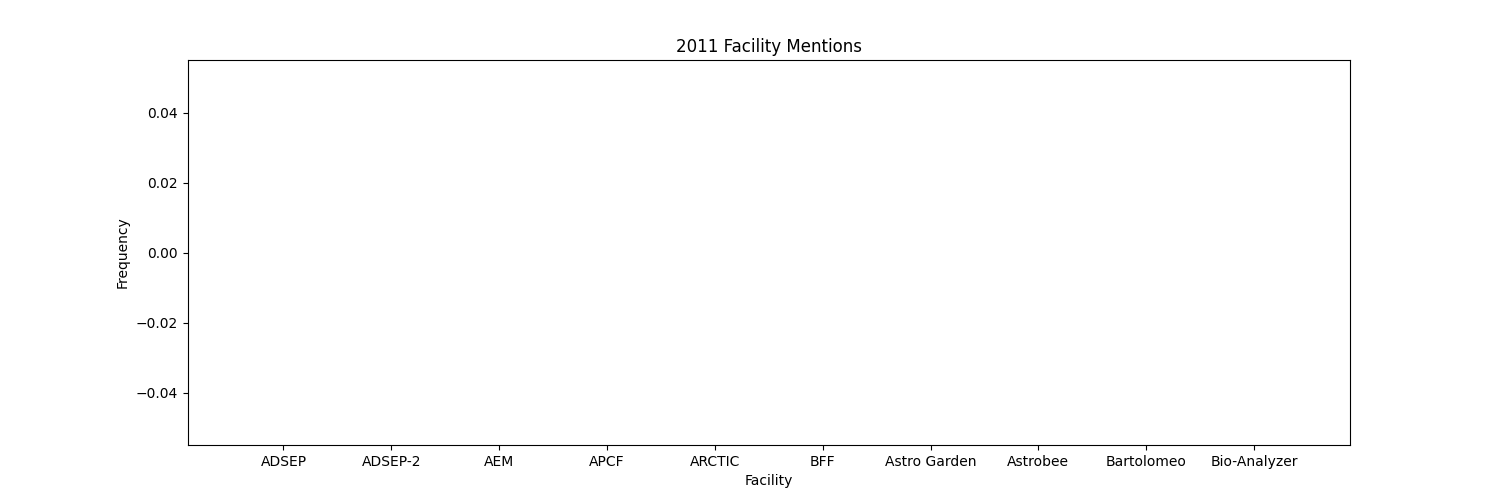 2011 Facility Mentions
0.04
0.02
0.00
−0.02
−0.04
Frequency
ADSEP ADSEP-2 AEM APCF ARCTIC BFF Astro Garden Astrobee Bartolomeo Bio-Analyzer
Facility